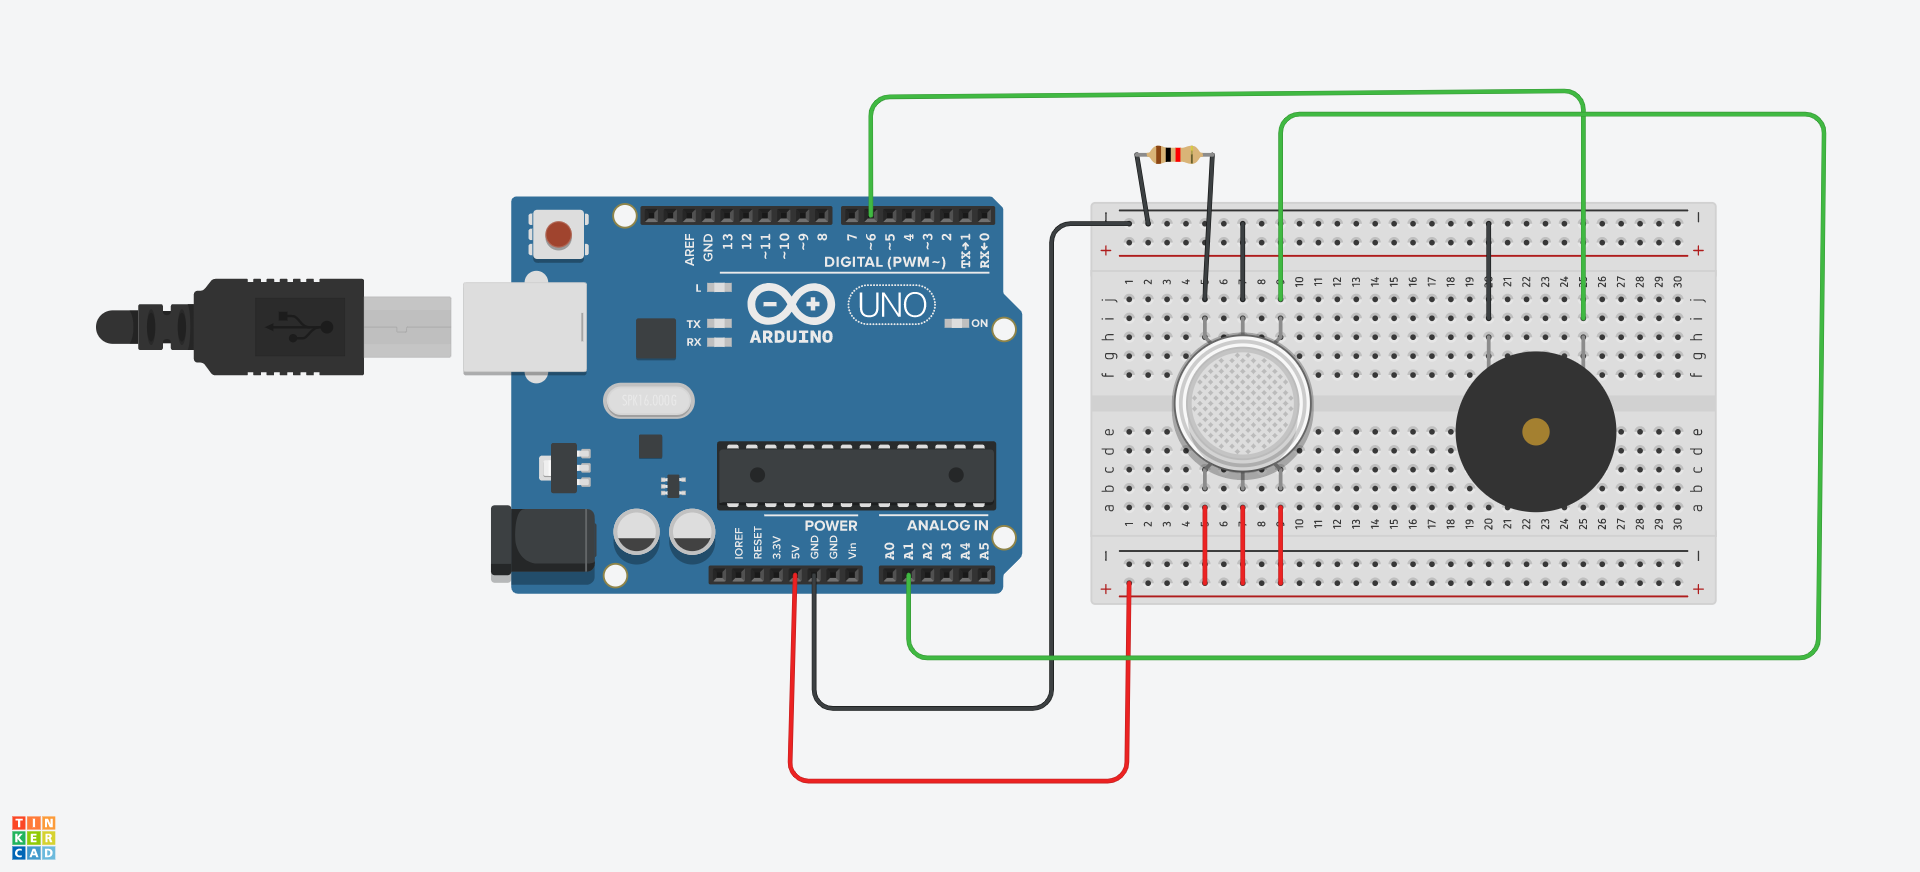 AREF
GND
13
12
~11
~10
~9
8
7
~6
~5
4
~3
2
TX→1
RX←0
DIGITAL (PWM~)
L
TX
RX
ARDUINO
UNO
ON
SPK16.000G
IOREF
RESET
3.3V
5V
GND
GND
Vin
POWER
ANALOG IN
A0
A1
A2
A3
A4
A5
− −
+ +
1 2 3 4 5 6 7 8 9 10 11 12 13 14 15 16 17 18 19 20 21 22 23 24 25 26 27 28 29 30
j j
i i
h h
g g
f f
e e
d d
c c
b b
a a
1 2 3 4 5 6 7 8 9 10 11 12 13 14 15 16 17 18 19 20 21 22 23 24 25 26 27 28 29 30
− −
+ +
TIN
KER
CAD